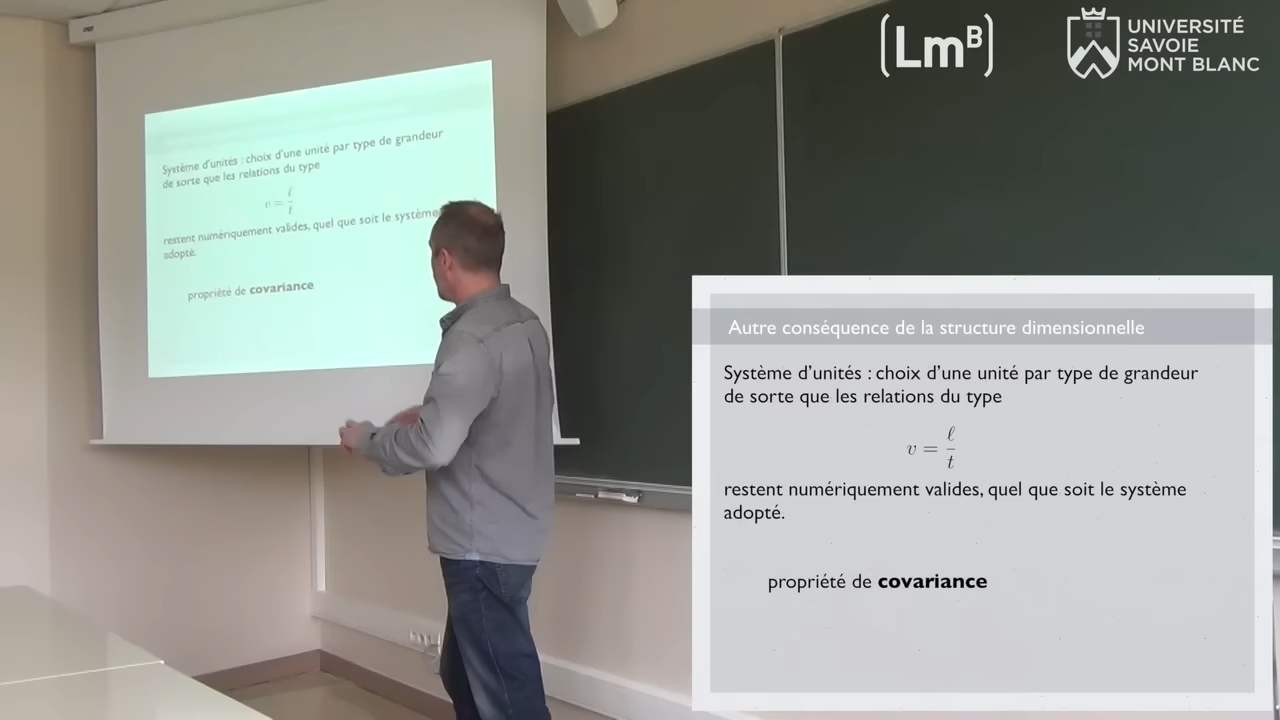 Système d'unités : choix d'une unité par type de grandeur
de sorte que les relations du type
v = ℓ/t
restent numériquement valides, quel que soit le système
adopté.
propriété de covariance
(Lm^B)
UNIVERSITÉ
SAVOIE
MONT BLANC
Autre conséquence de la structure dimensionnelle
Système d'unités : choix d'une unité par type de grandeur
de sorte que les relations du type
v = ℓ/t
restent numériquement valides, quel que soit le système
adopté.
propriété de covariance